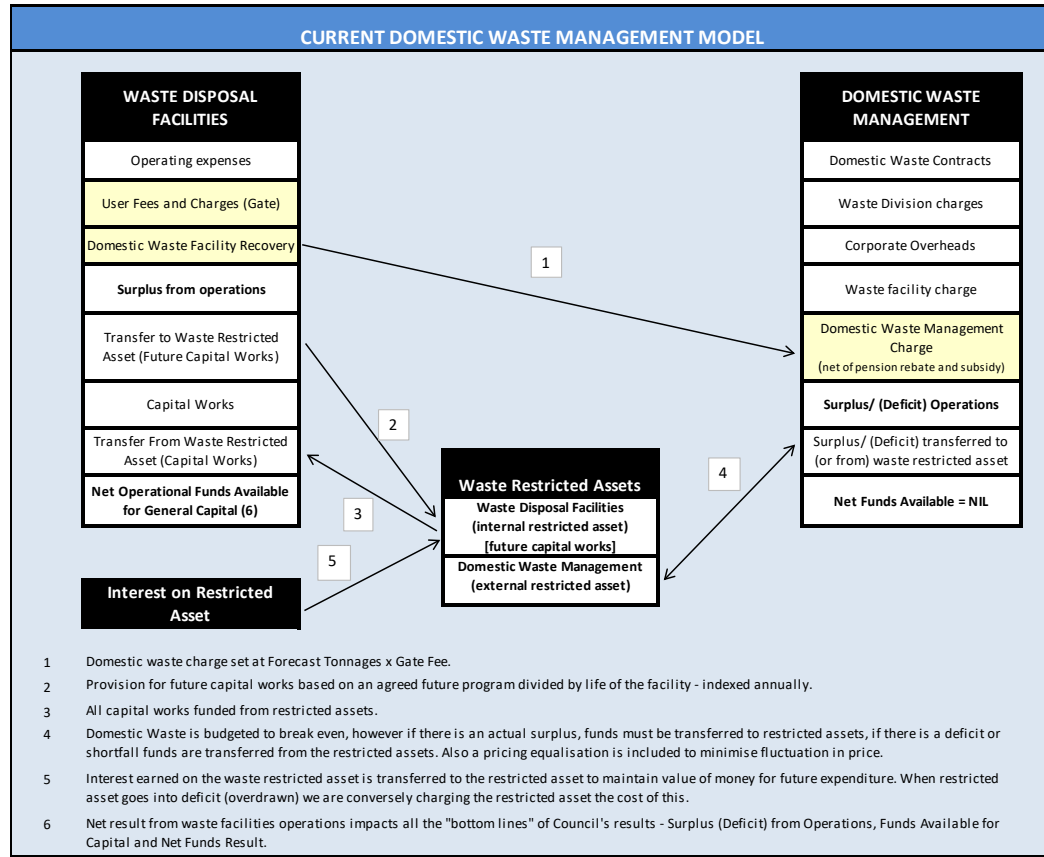 CURRENT DOMESTIC WASTE MANAGEMENT MODEL
WASTE DISPOSAL
FACILITIES
Operating expenses
User Fees and Charges (Gate)
Domestic Waste Facility Recovery
Surplus from operations
Transfer to Waste Restricted
Asset (Future Capital Works)
Capital Works
Transfer From Waste Restricted
Asset (Capital Works)
Net Operational Funds Available
for General Capital (6)
Interest on Restricted
Asset
1
2
3
5
4
Waste Restricted Assets
Waste Disposal Facilities
(internal restricted asset)
[future capital works]
Domestic Waste Management
(external restricted asset)
DOMESTIC WASTE
MANAGEMENT
Domestic Waste Contracts
Waste Division charges
Corporate Overheads
Waste facility charge
Domestic Waste Management
Charge
(net of pension rebate and subsidy)
Surplus/ (Deficit) Operations
Surplus/ (Deficit) transferred to
(or from) waste restricted asset
Net Funds Available = NIL
1 Domestic waste charge set at Forecast Tonnages x Gate Fee.
2 Provision for future capital works based on an agreed future program divided by life of the facility - indexed annually.
3 All capital works funded from restricted assets.
4 Domestic Waste is budgeted to break even, however if there is an actual surplus, funds must be transferred to restricted assets, if there is a deficit or
shortfall funds are transferred from the restricted assets. Also a pricing equalisation is included to minimise fluctuation in price.
5 Interest earned on the waste restricted asset is transferred to the restricted asset to maintain value of money for future expenditure. When restricted
asset goes into deficit (overdrawn) we are conversely charging the restricted asset the cost of this.
6 Net result from waste facilities operations impacts all the "bottom lines" of Council's results - Surplus (Deficit) from Operations, Funds Available for
Capital and Net Funds Result.